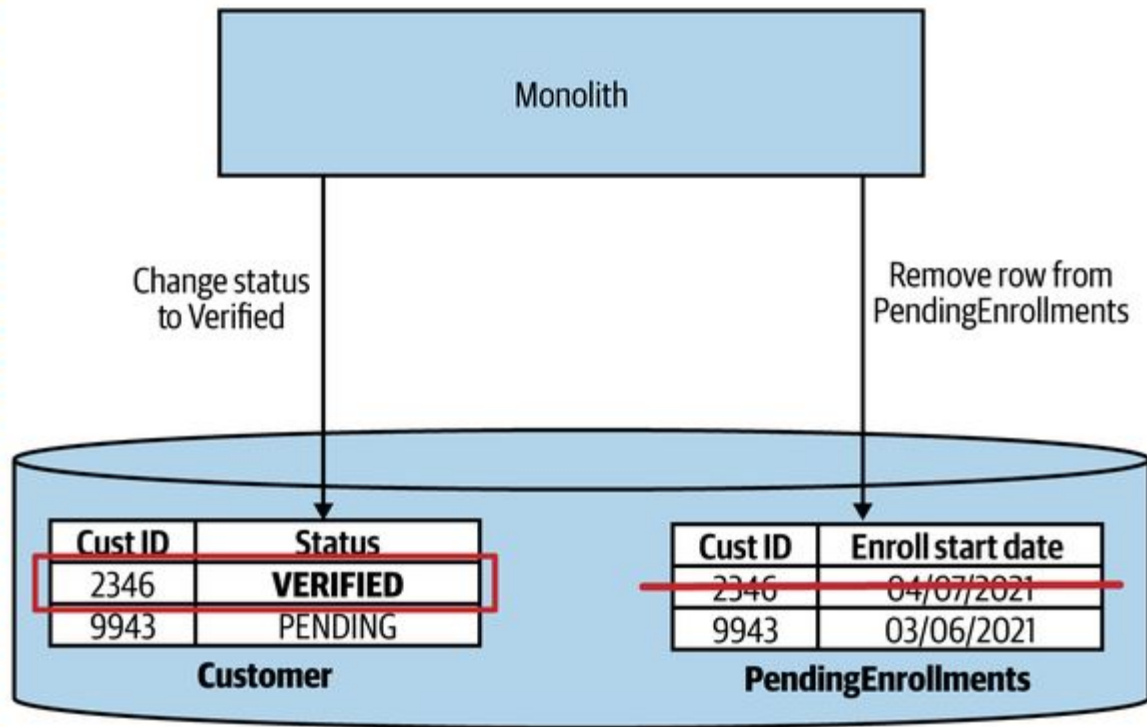 Monolith
Change status
to Verified
Remove row from
PendingEnrollments
Cust ID Status
2346 VERIFIED
9943 PENDING
Customer
Cust ID Enroll start date
2346 04/07/2021
9943 03/06/2021
PendingEnrollments